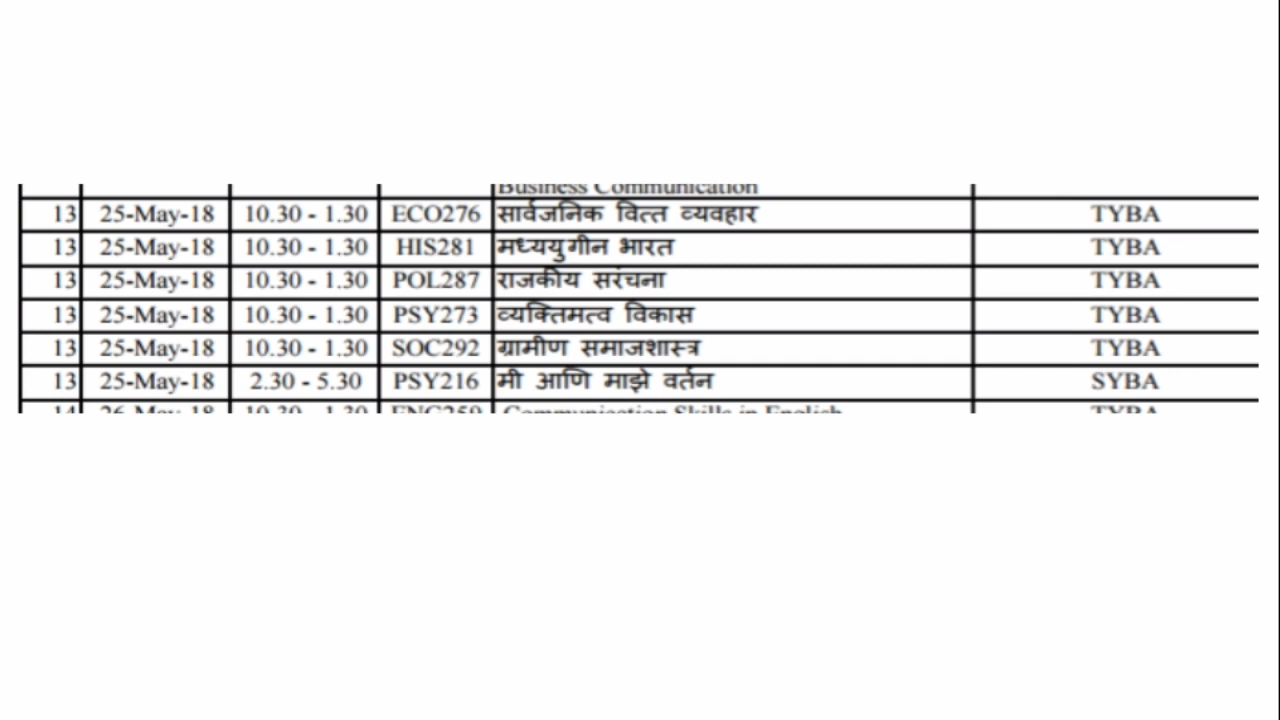 Business Communication
13 25-May-18 10.30 - 1.30 ECO276 सार्वजनिक वित्त व्यवहार TYBA
13 25-May-18 10.30 - 1.30 HIS281 मध्ययुगीन भारत TYBA
13 25-May-18 10.30 - 1.30 POL287 राजकीय सरंचना TYBA
13 25-May-18 10.30 - 1.30 PSY273 व्यक्तिमत्व विकास TYBA
13 25-May-18 10.30 - 1.30 SOC292 ग्रामीण समाजशास्त्र TYBA
13 25-May-18 2.30 - 5.30 PSY216 मी आणि माझे वर्तन SYBA
14 26-May-18 10.30 - 1.30 Communication Skills in English TYBA